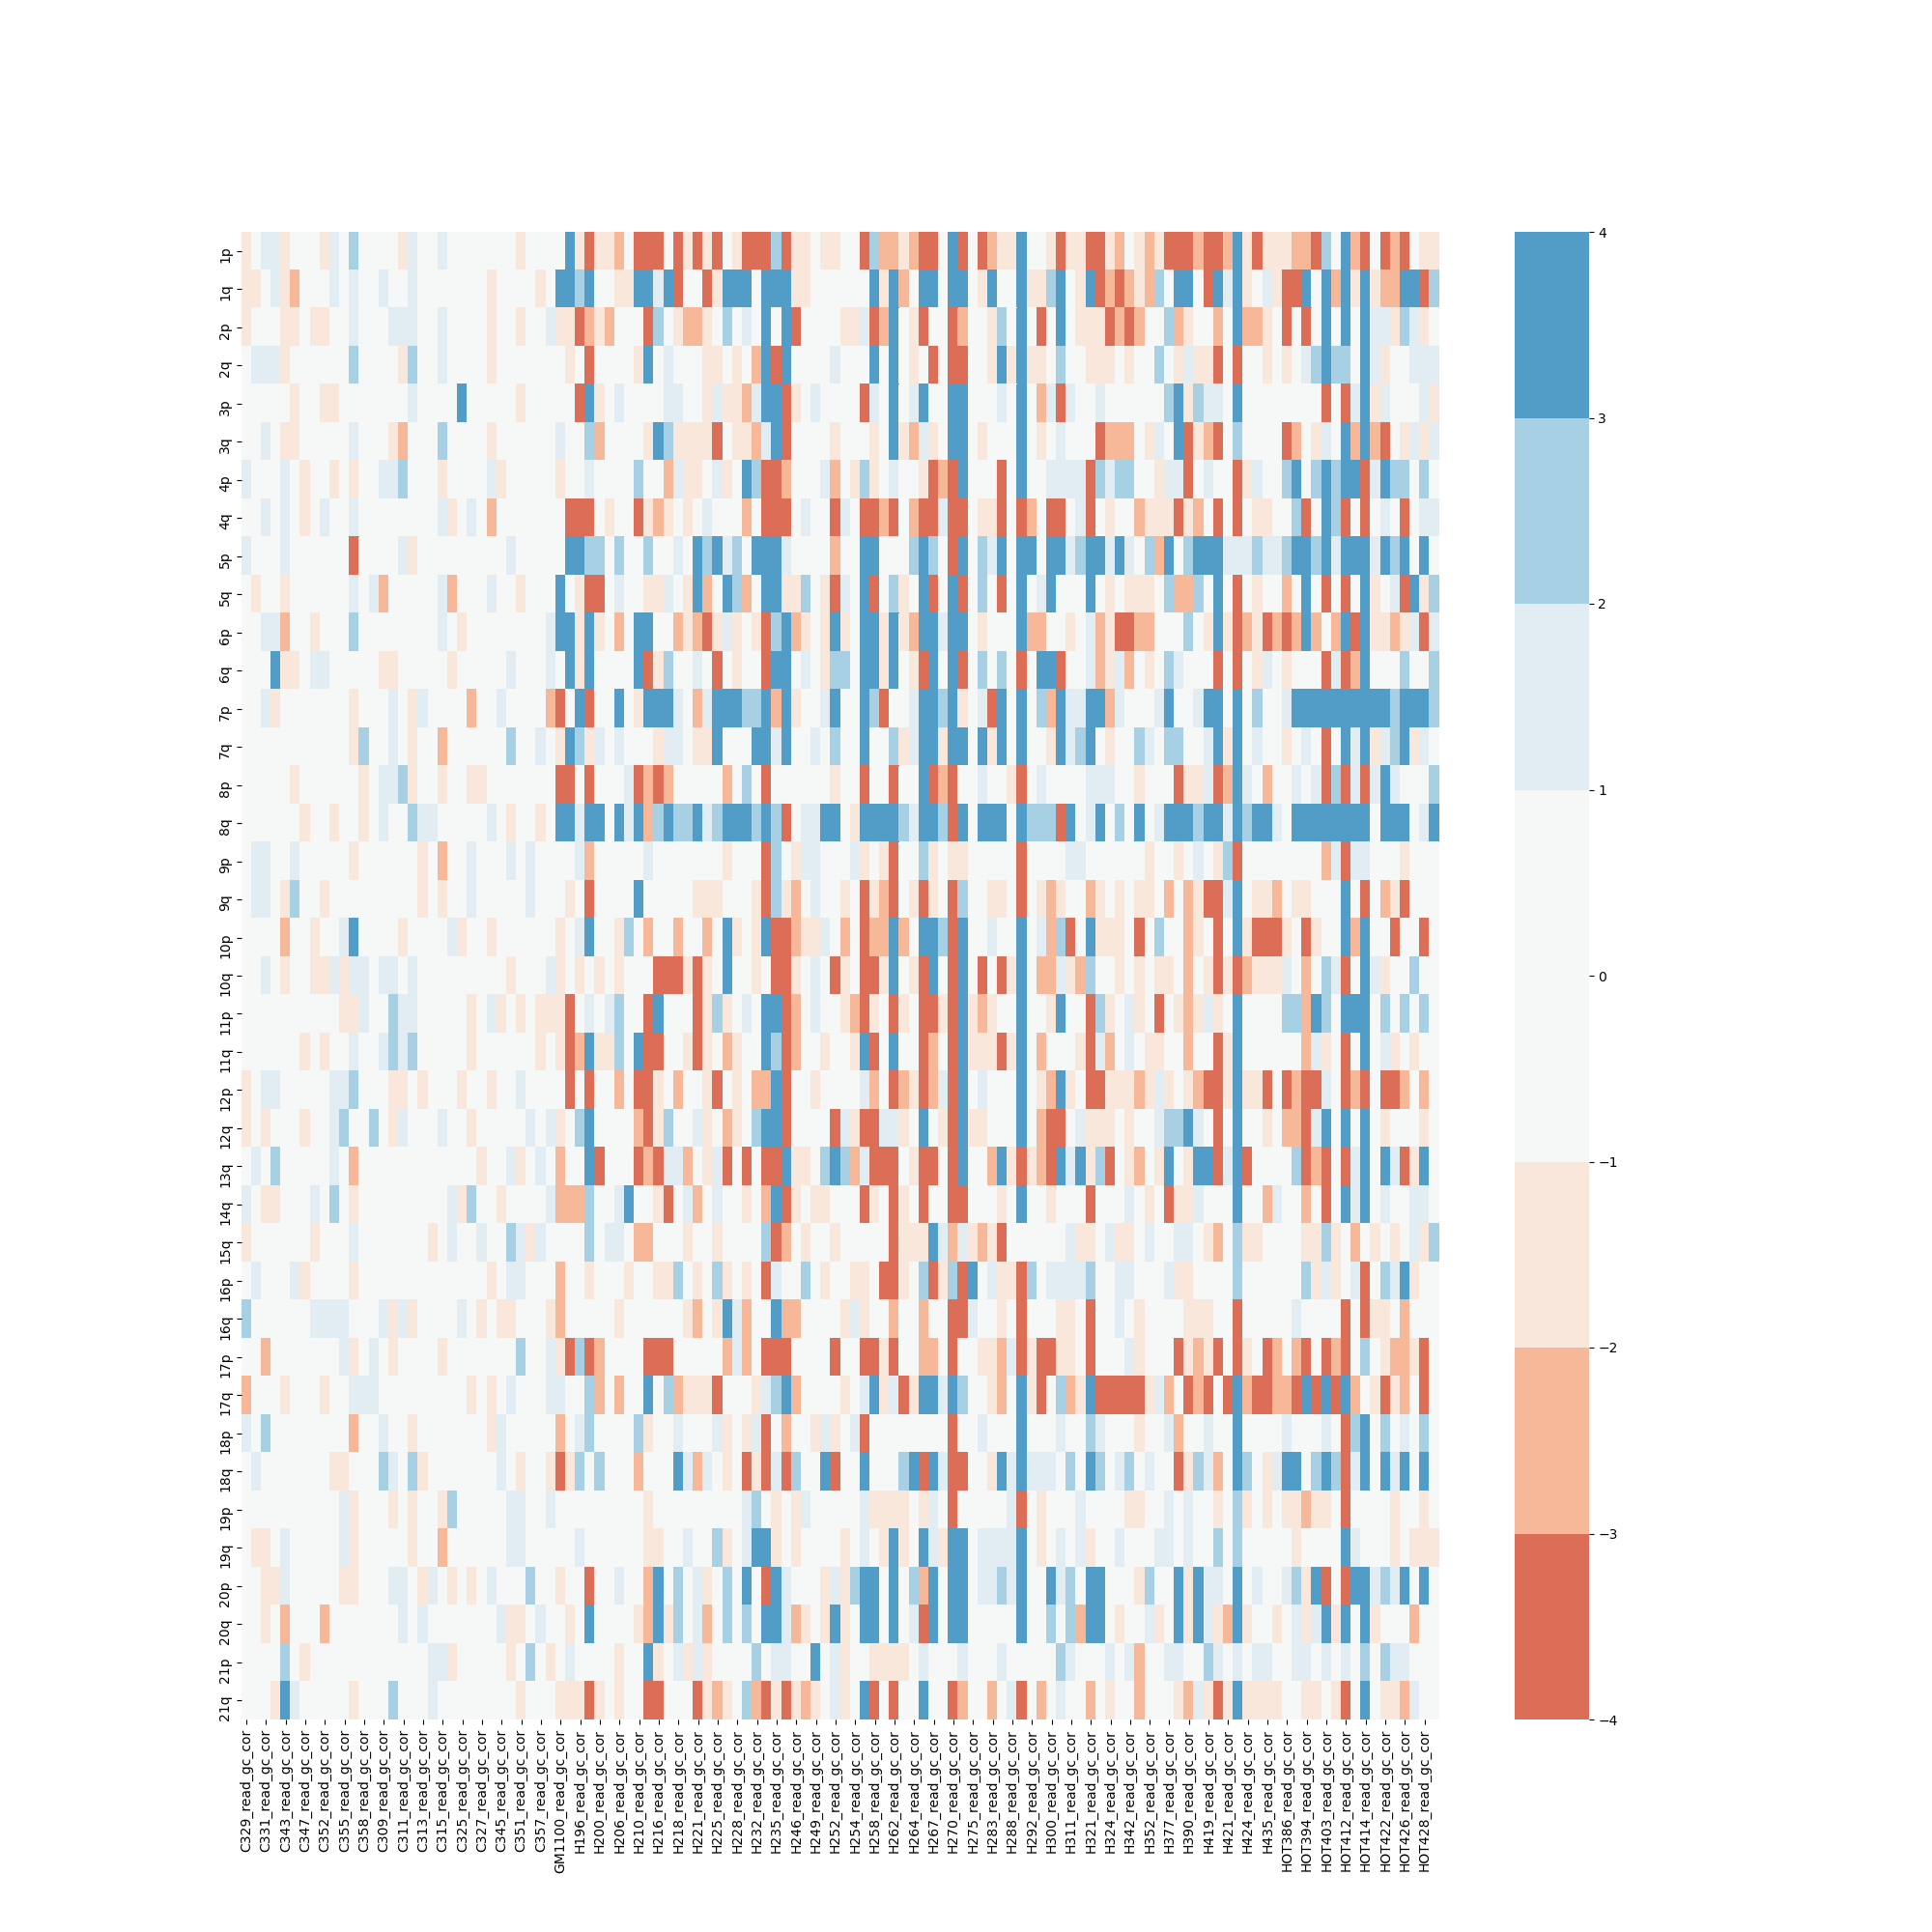 1p
1q
2p
2q
3p
3q
4p
4q
5p
5q
6p
6q
7p
7q
8p
8q
9p
9q
10p
10q
11p
11q
12p
12q
13q
14q
15q
16p
16q
17p
17q
18p
18q
19p
19q
20p
20q
21p
21q
C329_read_gc_cor
C331_read_gc_cor
C343_read_gc_cor
C347_read_gc_cor
C352_read_gc_cor
C355_read_gc_cor
C358_read_gc_cor
C309_read_gc_cor
C311_read_gc_cor
C313_read_gc_cor
C315_read_gc_cor
C325_read_gc_cor
C327_read_gc_cor
C345_read_gc_cor
C351_read_gc_cor
C357_read_gc_cor
GM1100_read_gc_cor
H196_read_gc_cor
H200_read_gc_cor
H206_read_gc_cor
H210_read_gc_cor
H216_read_gc_cor
H218_read_gc_cor
H221_read_gc_cor
H225_read_gc_cor
H228_read_gc_cor
H232_read_gc_cor
H235_read_gc_cor
H246_read_gc_cor
H249_read_gc_cor
H252_read_gc_cor
H254_read_gc_cor
H258_read_gc_cor
H262_read_gc_cor
H264_read_gc_cor
H267_read_gc_cor
H270_read_gc_cor
H275_read_gc_cor
H283_read_gc_cor
H288_read_gc_cor
H292_read_gc_cor
H300_read_gc_cor
H311_read_gc_cor
H321_read_gc_cor
H324_read_gc_cor
H342_read_gc_cor
H352_read_gc_cor
H377_read_gc_cor
H390_read_gc_cor
H419_read_gc_cor
H421_read_gc_cor
H424_read_gc_cor
H435_read_gc_cor
HOT386_read_gc_cor
HOT394_read_gc_cor
HOT403_read_gc_cor
HOT412_read_gc_cor
HOT414_read_gc_cor
HOT422_read_gc_cor
HOT426_read_gc_cor
HOT428_read_gc_cor
4
3
2
1
0
−1
−2
−3
−4